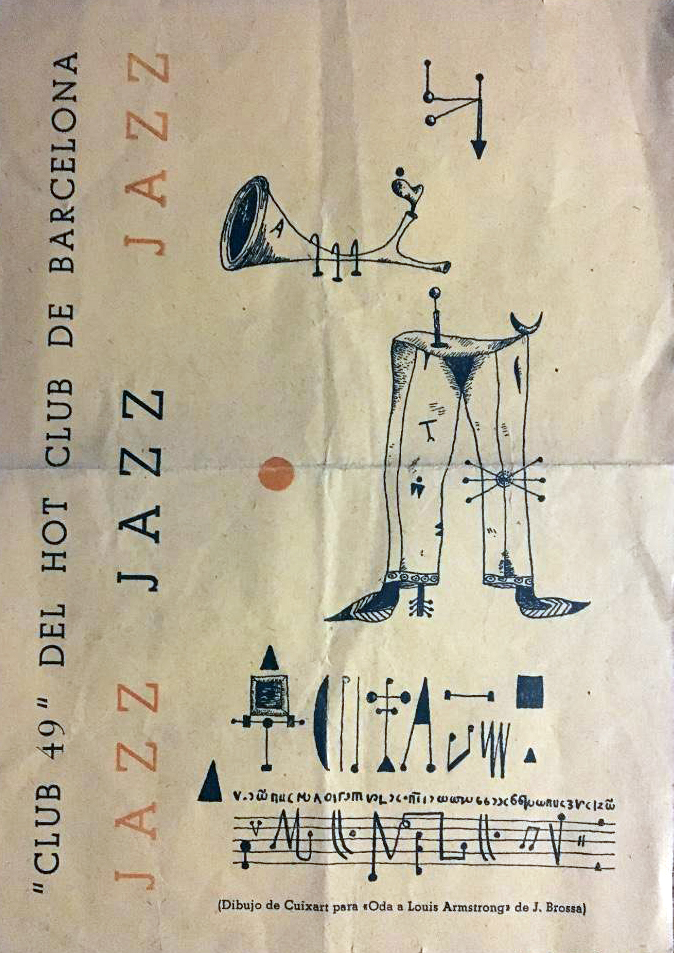 "CLUB 49" DEL HOT CLUB DE BARCELONA
JAZZ JAZZ JAZZ
A
T
(Dibujo de Cuixart para «Oda a Louis Armstrong» de J. Brossa)